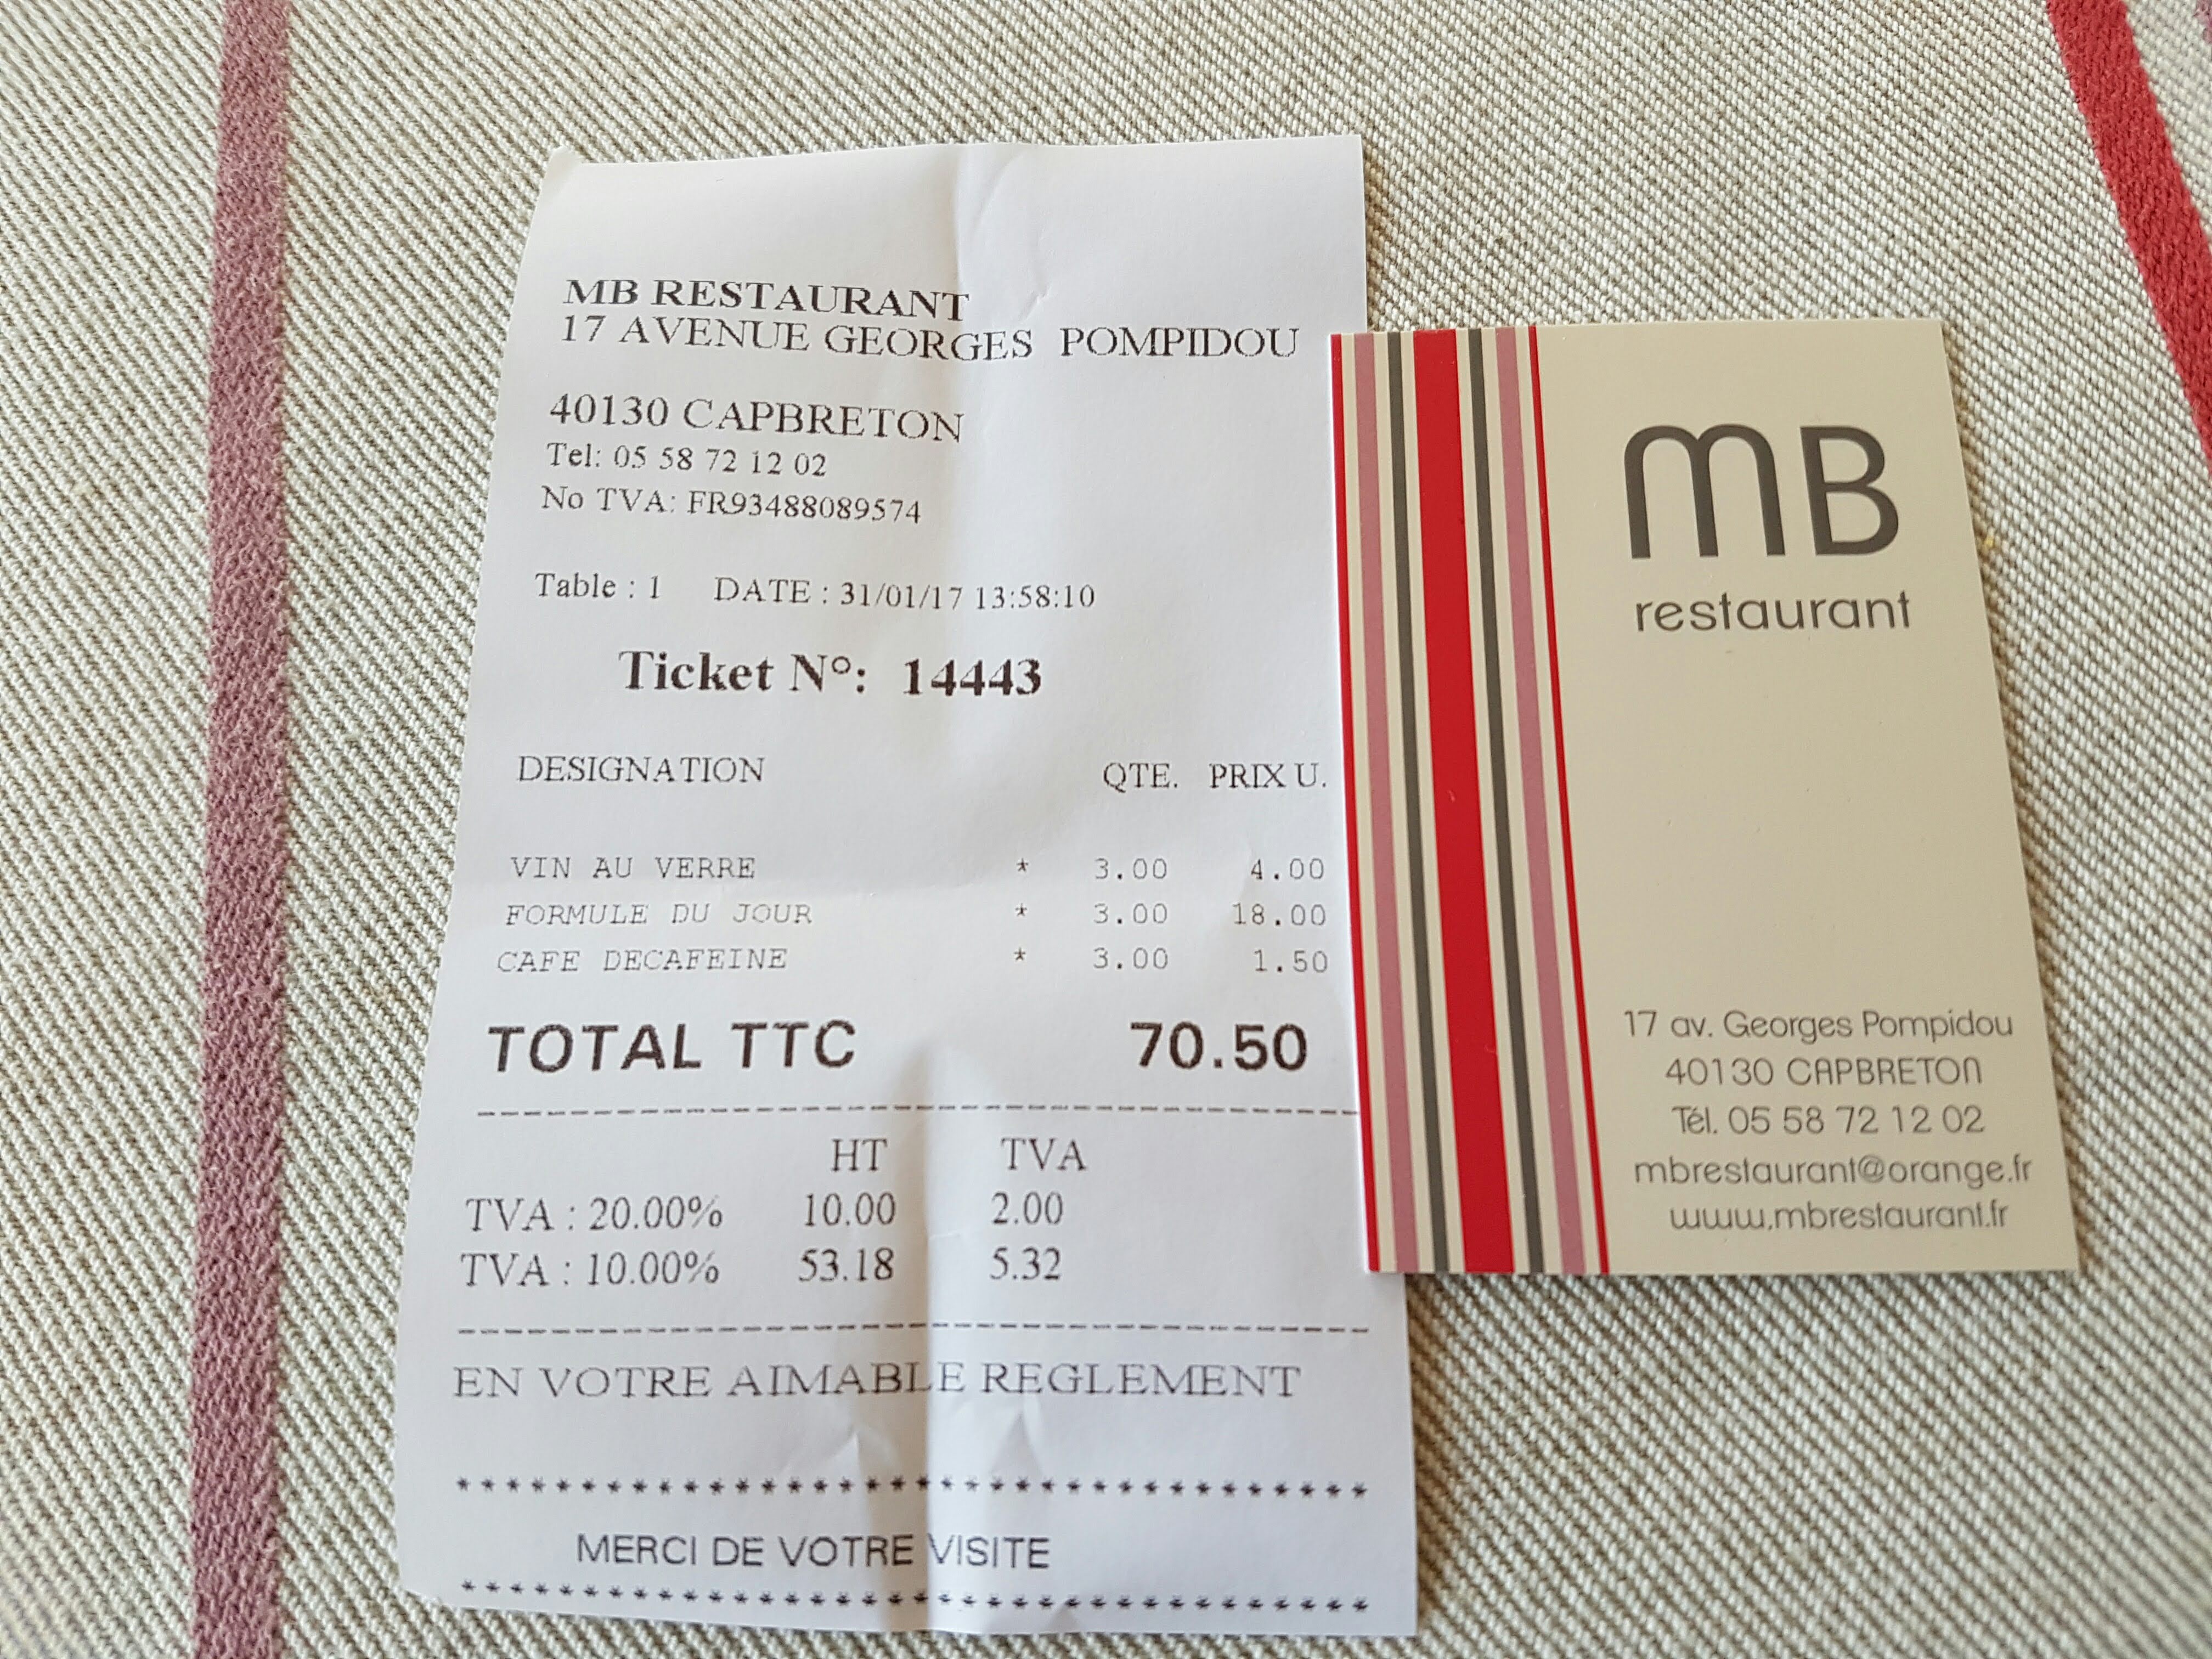 MB RESTAURANT
17 AVENUE GEORGES POMPIDOU
40130 CAPBRETON
Tel: 05 58 72 12 02
No TVA: FR93488089574
Table : 1 DATE : 31/01/17 13:58:10
Ticket N°: 14443
DESIGNATION QTE. PRIX U.
VIN AU VERRE * 3.00 4.00
FORMULE DU JOUR * 3.00 18.00
CAFE DECAFEINE * 3.00 1.50
TOTAL TTC 70.50
HT TVA
TVA : 20.00% 10.00 2.00
TVA : 10.00% 53.18 5.32
EN VOTRE AIMABLE REGLEMENT
MERCI DE VOTRE VISITE
MB
restaurant
17 av. Georges Pompidou
40130 CAPBRETON
Tél. 05 58 72 12 02
mbrestaurant@orange.fr
www.mbrestaurant.fr